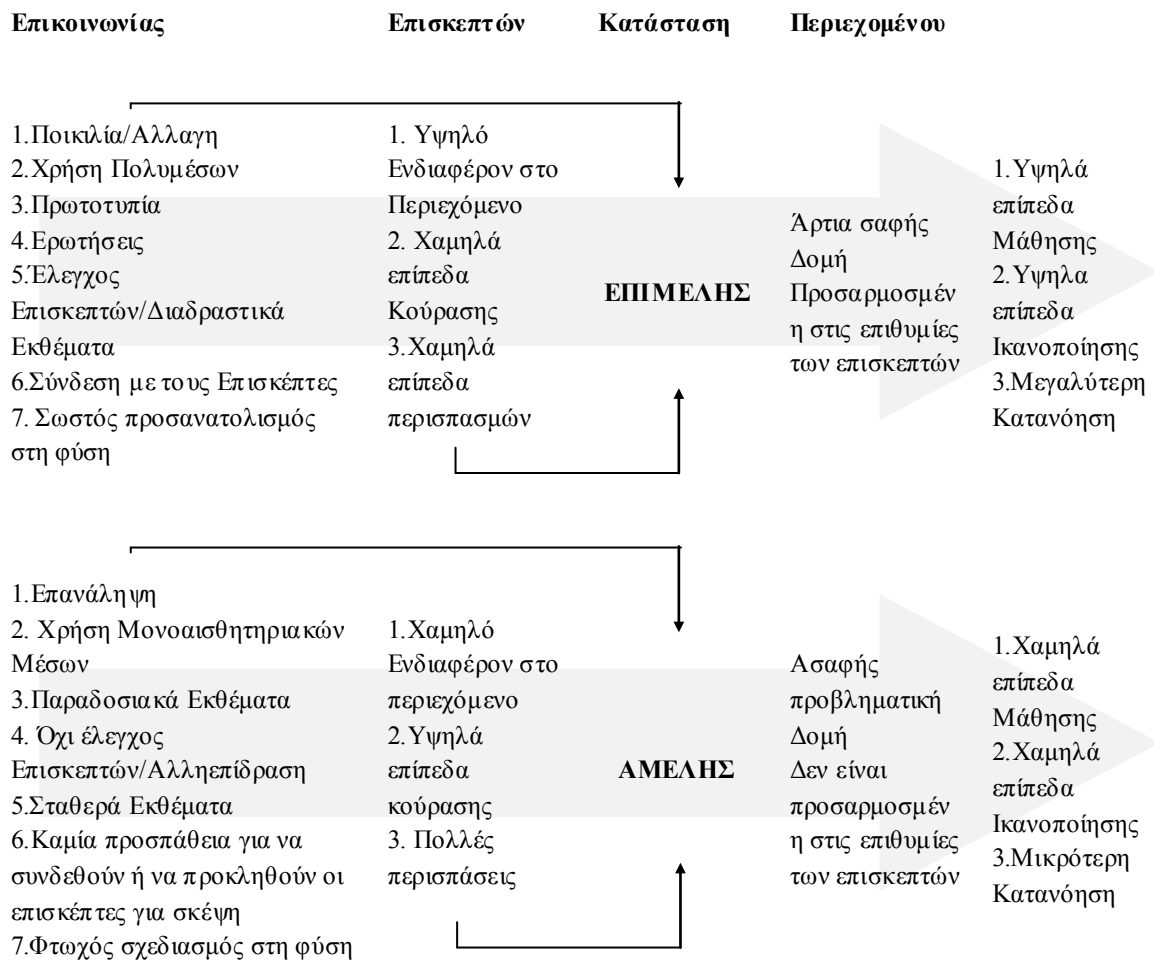 Επικοινωνίας Επισκεπτών Κατάσταση Περιεχομένου
1.Ποικιλία/Αλλαγη
2.Χρήση Πολυμέσων
3.Πρωτοτυπία
4.Ερωτήσεις
5.Έλεγχος
Επισκεπτών/Διαδραστικά
Εκθέματα
6.Σύνδεση με τους Επισκέπτες
7. Σωστός προσανατολισμός
στη φύση
1. Υψηλό
Ενδιαφέρον στο
Περιεχόμενο
2. Χαμηλά
επίπεδα
Κούρασης
3.Χαμηλά
επίπεδα
περισπασμών
ΕΠΙΜΕΛΗΣ
Άρτια σαφής
Δομή
Προσαρμοσμέν
η στις επιθυμίες
των επισκεπτών
1.Υψηλά
επίπεδα
Μάθησης
2.Υψηλα
επίπεδα
Ικανοποίησης
3.Μεγαλύτερη
Κατανόηση
1.Επανάληψη
2. Χρήση Μονοαισθητηριακών
Μέσων
3.Παραδοσιακά Εκθέματα
4. Όχι έλεγχος
Επισκεπτών/Αλληεπίδραση
5.Σταθερά Εκθέματα
6.Καμία προσπάθεια για να
συνδεθούν ή να προκληθούν οι
επισκέπτες για σκέψη
7.Φτωχός σχεδιασμός στη φύση
1.Χαμηλό
Ενδιαφέρον στο
περιεχόμενο
2.Υψηλά
επίπεδα
κούρασης
3. Πολλές
περισπάσεις
ΑΜΕΛΗΣ
Ασαφής
προβληματική
Δομή
Δεν είναι
προσαρμοσμέν
η στις επιθυμίες
των επισκεπτών
1.Χαμηλά
επίπεδα
Μάθησης
2.Χαμηλά
επίπεδα
Ικανοποίησης
3.Μικρότερη
Κατανόηση